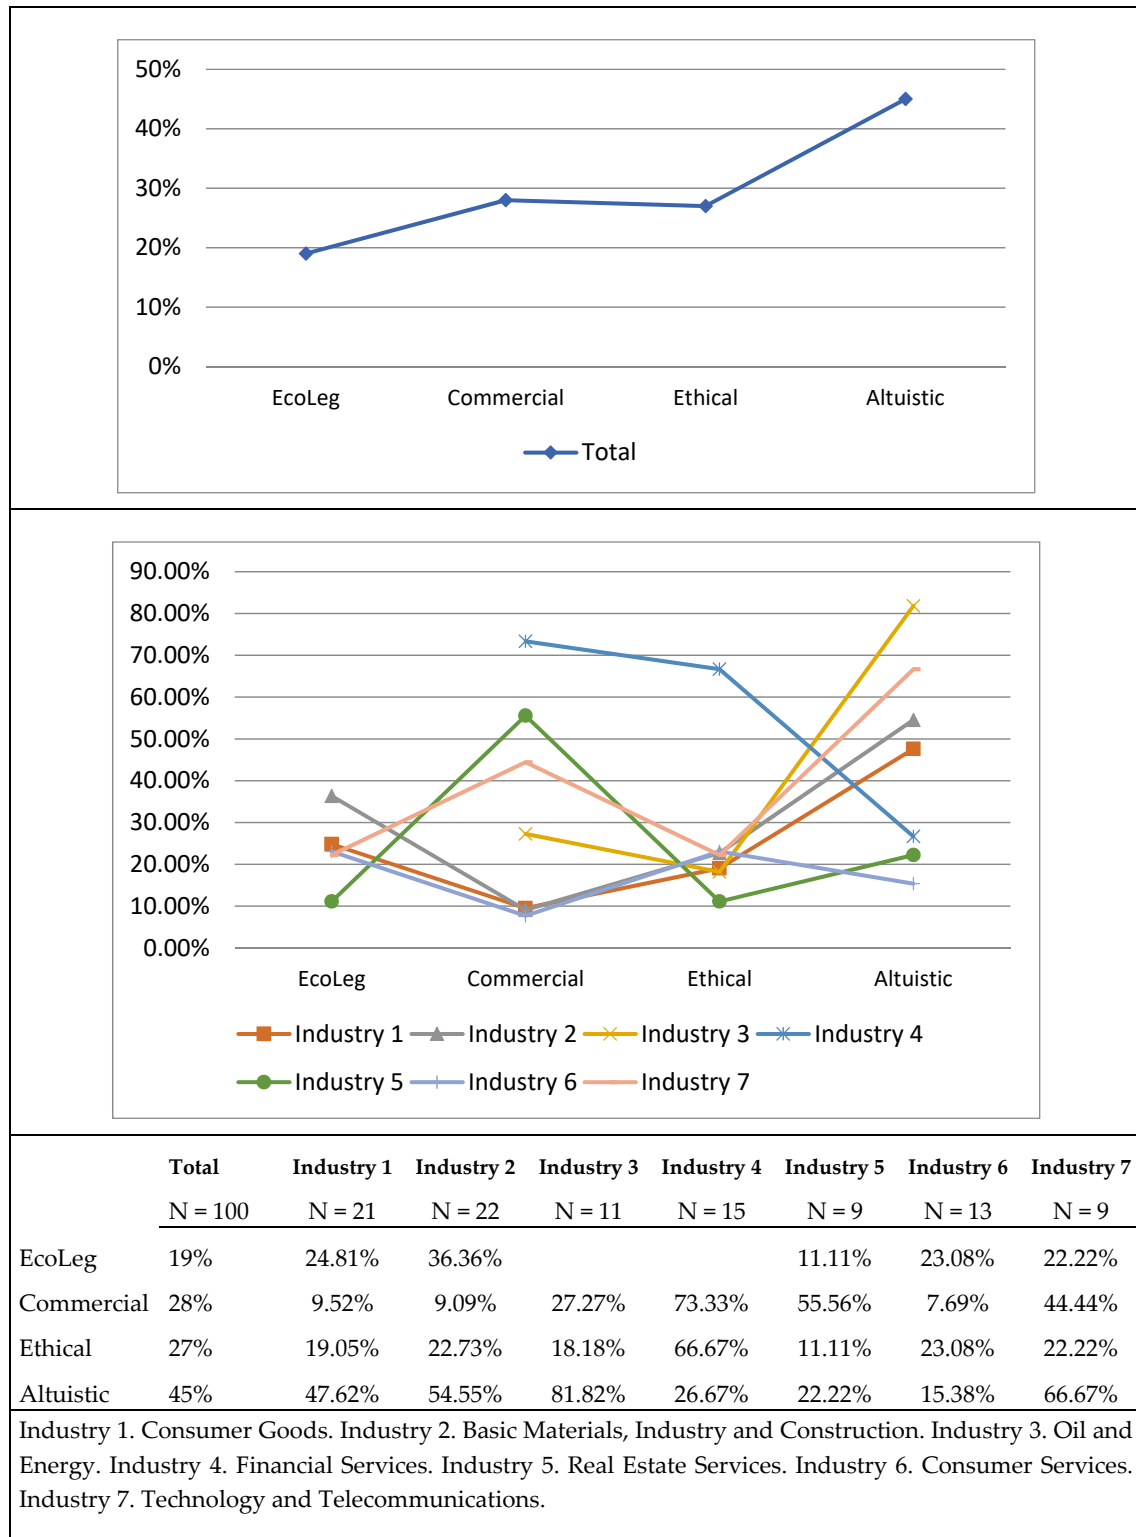 50%
40%
30%
20%
10%
0%
EcoLeg Commercial Ethical Altuistic
Total
90.00%
80.00%
70.00%
60.00%
50.00%
40.00%
30.00%
20.00%
10.00%
0.00%
EcoLeg Commercial Ethical Altuistic
Industry 1 Industry 2 Industry 3 Industry 4
Industry 5 Industry 6 Industry 7
Total Industry 1 Industry 2 Industry 3 Industry 4 Industry 5 Industry 6 Industry 7
N = 100 N = 21 N = 22 N = 11 N = 15 N = 9 N = 13 N = 9
EcoLeg 19% 24.81% 36.36% 11.11% 23.08% 22.22%
Commercial 28% 9.52% 9.09% 27.27% 73.33% 55.56% 7.69% 44.44%
Ethical 27% 19.05% 22.73% 18.18% 66.67% 11.11% 23.08% 22.22%
Altuistic 45% 47.62% 54.55% 81.82% 26.67% 22.22% 15.38% 66.67%
Industry 1. Consumer Goods. Industry 2. Basic Materials, Industry and Construction. Industry 3. Oil and
Energy. Industry 4. Financial Services. Industry 5. Real Estate Services. Industry 6. Consumer Services.
Industry 7. Technology and Telecommunications.